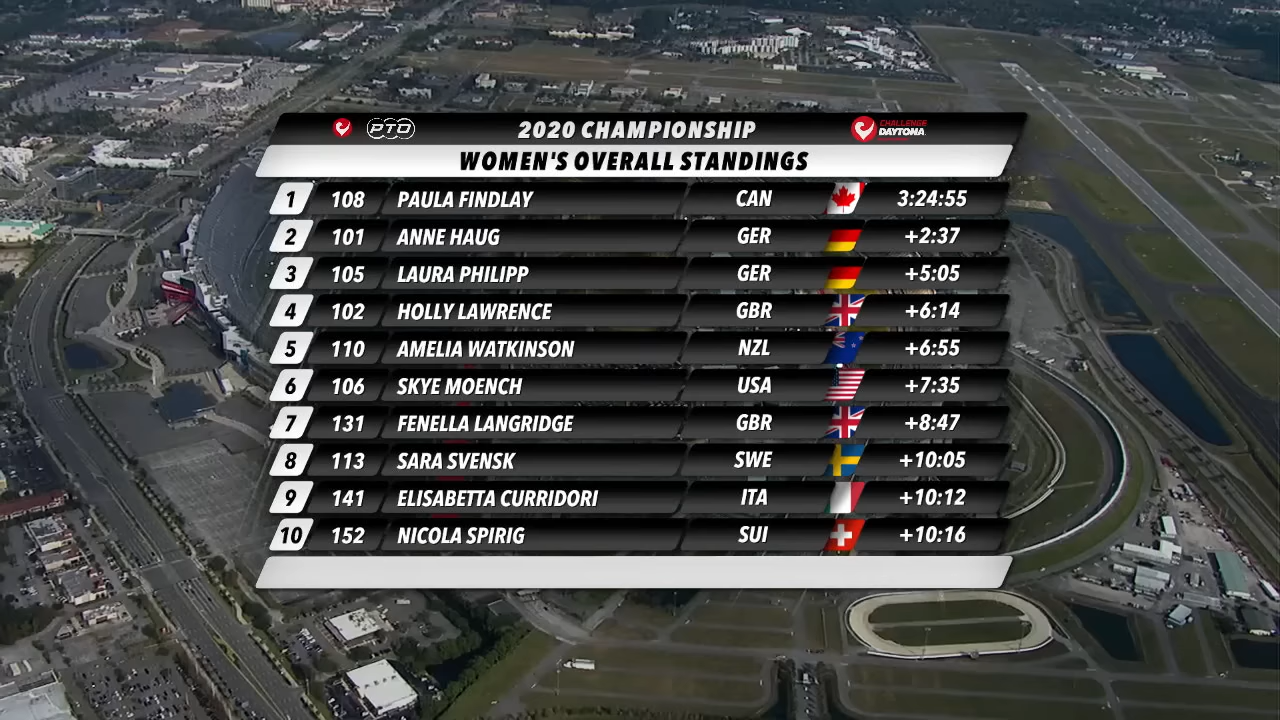 PTO 2020 CHAMPIONSHIP CHALLENGE DAYTONA
WOMEN'S OVERALL STANDINGS
1 108 PAULA FINDLAY CAN 3:24:55
2 101 ANNE HAUG GER +2:37
3 105 LAURA PHILIPP GER +5:05
4 102 HOLLY LAWRENCE GBR +6:14
5 110 AMELIA WATKINSON NZL +6:55
6 106 SKYE MOENCH USA +7:35
7 131 FENELLA LANGRIDGE GBR +8:47
8 113 SARA SVENSK SWE +10:05
9 141 ELISABETTA CURRIDORI ITA +10:12
10 152 NICOLA SPIRIG SUI +10:16